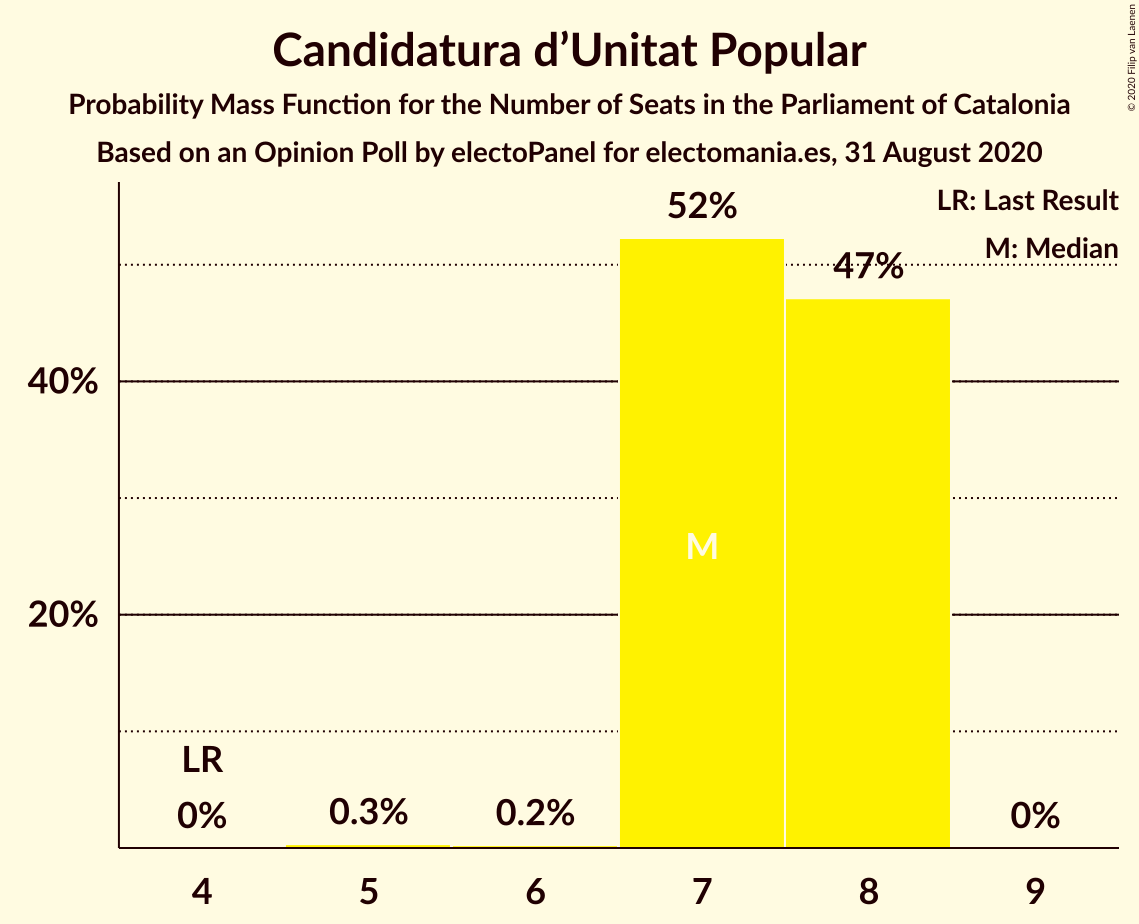 Candidatura d’Unitat Popular
Probability Mass Function for the Number of Seats in the Parliament of Catalonia
Based on an Opinion Poll by electoPanel for electomania.es, 31 August 2020
© 2020 Filip van Laenen
LR: Last Result
M: Median
52%
47%
40%
M
20%
LR
0%
0.3%
0.2%
0%
4
5
6
7
8
9